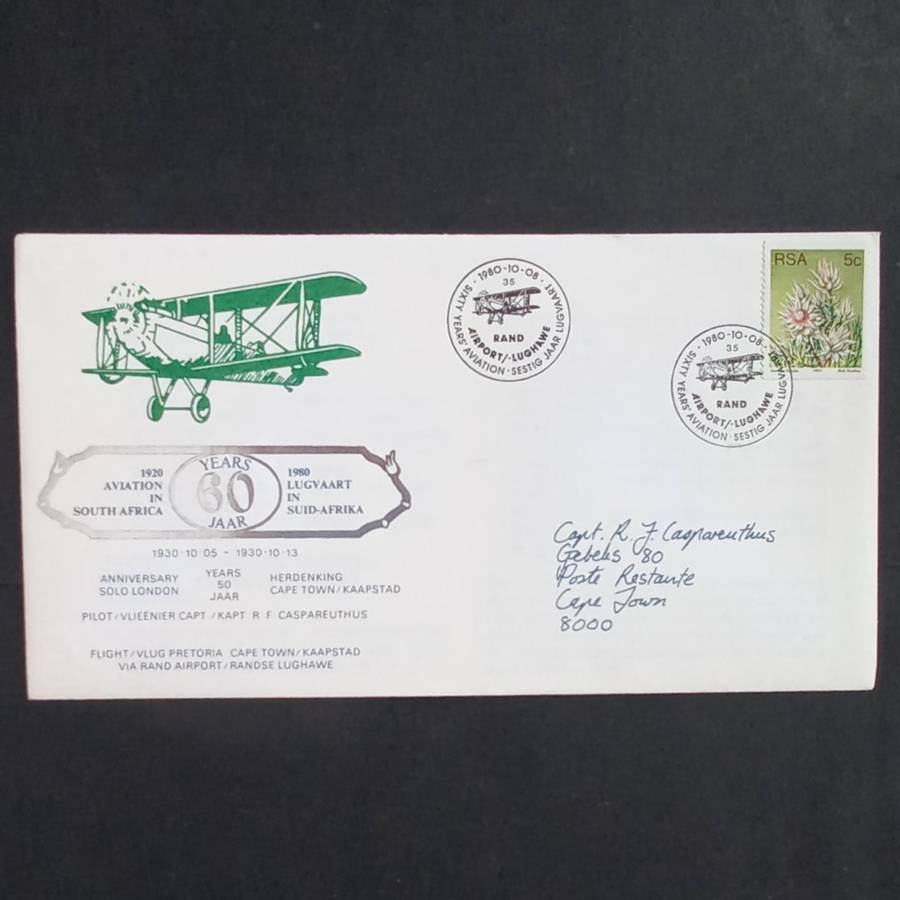 · 1980-10-08 ·
35
RAND
AIRPORT/-LUGHAWE
SIXTY YEARS' AVIATION · SESTIG JAAR LUGVAART
RSA 5c
· 1980-10-08 ·
35
RAND
AIRPORT/-LUGHAWE
SIXTY YEARS' AVIATION · SESTIG JAAR LUGVAART
1920
AVIATION
IN
SOUTH AFRICA
YEARS
60
JAAR
1980
LUGVAART
IN
SUID-AFRIKA
1930·10·05 - 1930·10·13
ANNIVERSARY
SOLO LONDON
YEARS
50
JAAR
HERDENKING
CAPE TOWN/KAAPSTAD
PILOT/VLIEËNIER CAPT./KAPT R F CASPAREUTHUS
FLIGHT/VLUG PRETORIA CAPE TOWN/KAAPSTAD
VIA RAND AIRPORT/RANDSE LUGHAWE
Capt. R. F. Caspareuthus
Gebels '80
Poste Restante
Cape Town
8000